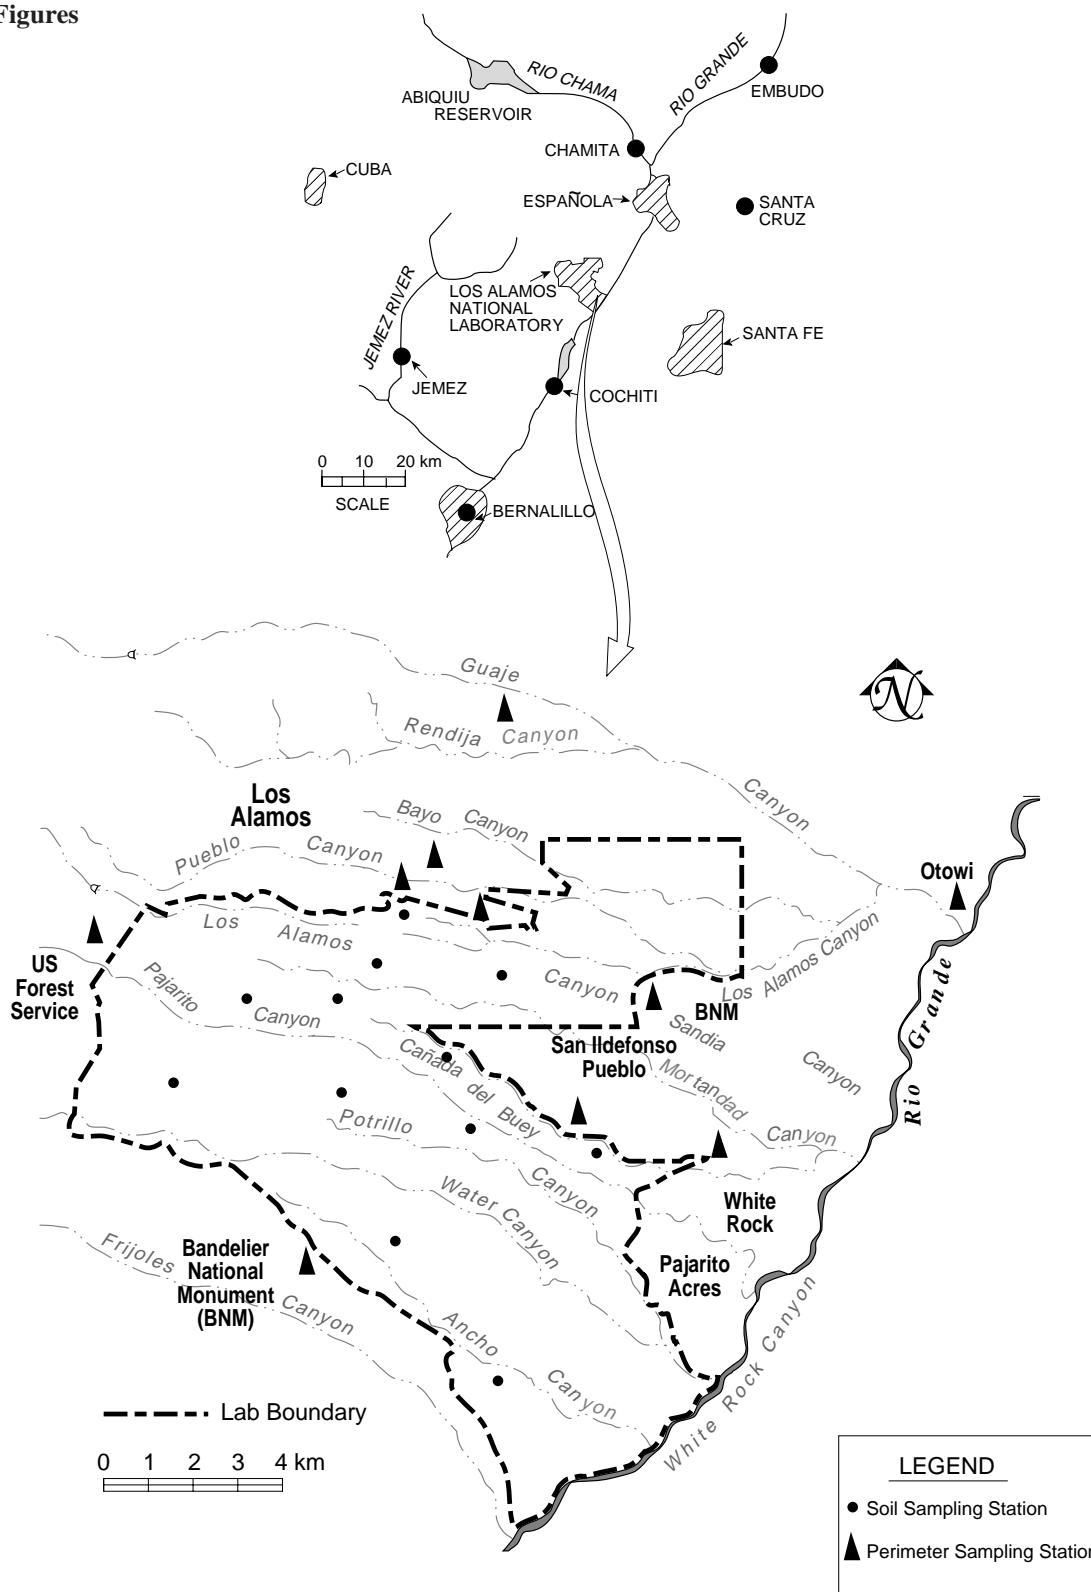 Figures
RIO CHAMA
RIO GRANDE
ABIQUIU
RESERVOIR
EMBUDO
CHAMITA
CUBA
ESPAÑOLA
SANTA
CRUZ
JEMEZ RIVER
LOS ALAMOS
NATIONAL
LABORATORY
SANTA FE
JEMEZ
COCHITI
0 10 20 km
SCALE
BERNALILLO
Guaje
N
Rendija Canyon
Canyon
Los
Alamos
Bayo Canyon
Pueblo Canyon
Otowi
Los Alamos
Canyon
Los Alamos Canyon
US
Forest
Service
Pajarito
Canyon
BNM
Sandia
Canyon
Rio Grande
San Ildefonso
Pueblo
Cañada del Buey
Mortandad
Canyon
Potrillo
Canyon
Water Canyon
White
Rock
Frijoles
Canyon
Bandelier
National
Monument
(BNM)
Pajarito
Acres
Ancho
Canyon
White Rock Canyon
Lab Boundary
0 1 2 3 4 km
LEGEND
Soil Sampling Station
Perimeter Sampling Station